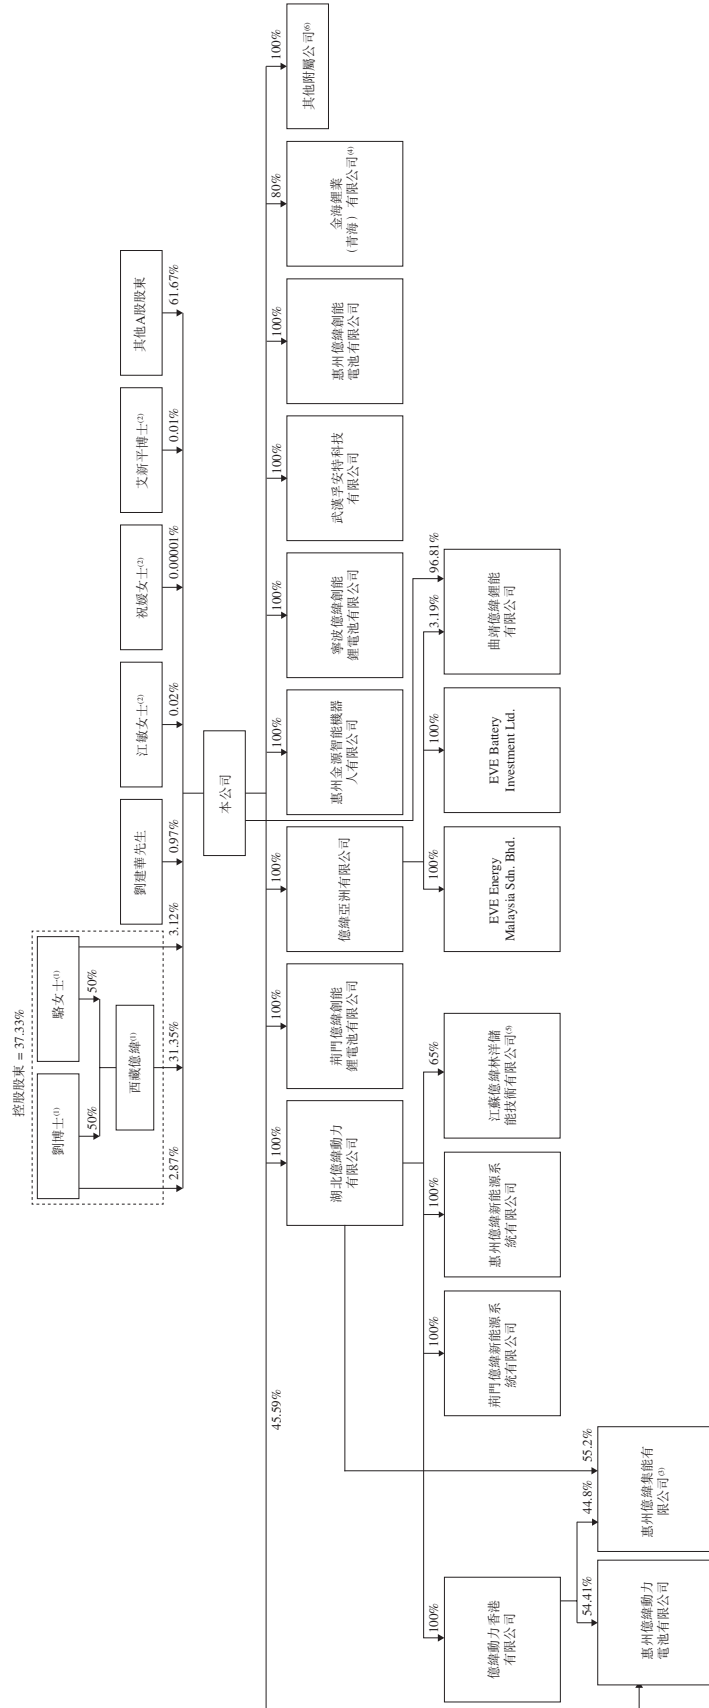 控股股東 = 37.33%
劉博士⁽¹⁾
駱女士⁽¹⁾
50%
50%
西藏億緯⁽¹⁾
劉建華先生
江敏女士⁽²⁾
祝媛女士⁽²⁾
艾新平博士⁽²⁾
其他A股股東
2.87%
31.35%
3.12%
0.97%
0.02%
0.00001%
0.01%
61.67%
本公司
45.59%
100%
100%
100%
100%
100%
100%
100%
80%
100%
湖北億緯動力
有限公司
荊門億緯創能
鋰電池有限公司
億緯亞洲有限公司
惠州金源智能機器
人有限公司
寧波億緯創能
鋰電池有限公司
武漢孚安特科技
有限公司
惠州億緯創能
電池有限公司
金海鋰業
(青海)有限公司⁽⁴⁾
其他附屬公司⁽⁶⁾
100%
100%
100%
65%
100%
100%
3.19%
96.81%
億緯動力香港
有限公司
荊門億緯新能源系
統有限公司
惠州億緯新能源系
統有限公司
江蘇億緯林洋儲
能技術有限公司⁽⁵⁾
EVE Energy
Malaysia Sdn. Bhd.
EVE Battery
Investment Ltd.
曲靖億緯鋰能
有限公司
54.41%
44.8%
55.2%
惠州億緯動力
電池有限公司
惠州億緯集能有
限公司⁽³⁾